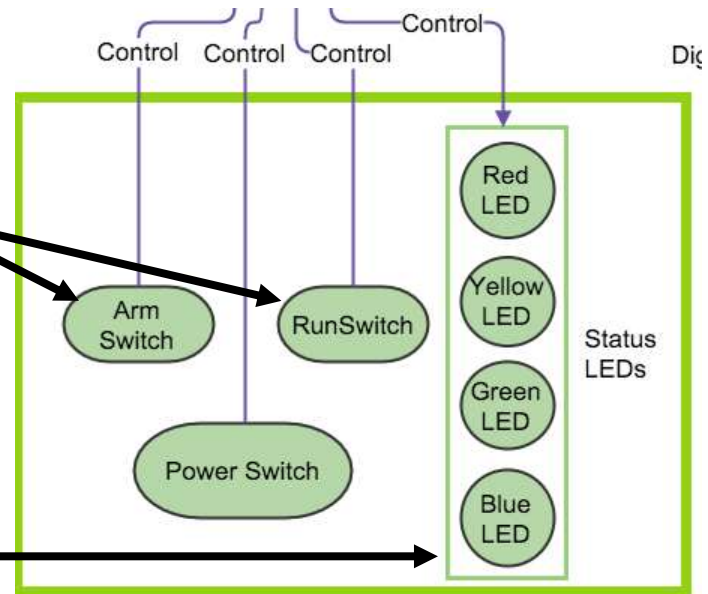 Control
Control
Control
Control
Dig
Red
LED
Yellow
LED
Green
LED
Blue
LED
Status
LEDs
Arm
Switch
RunSwitch
Power Switch